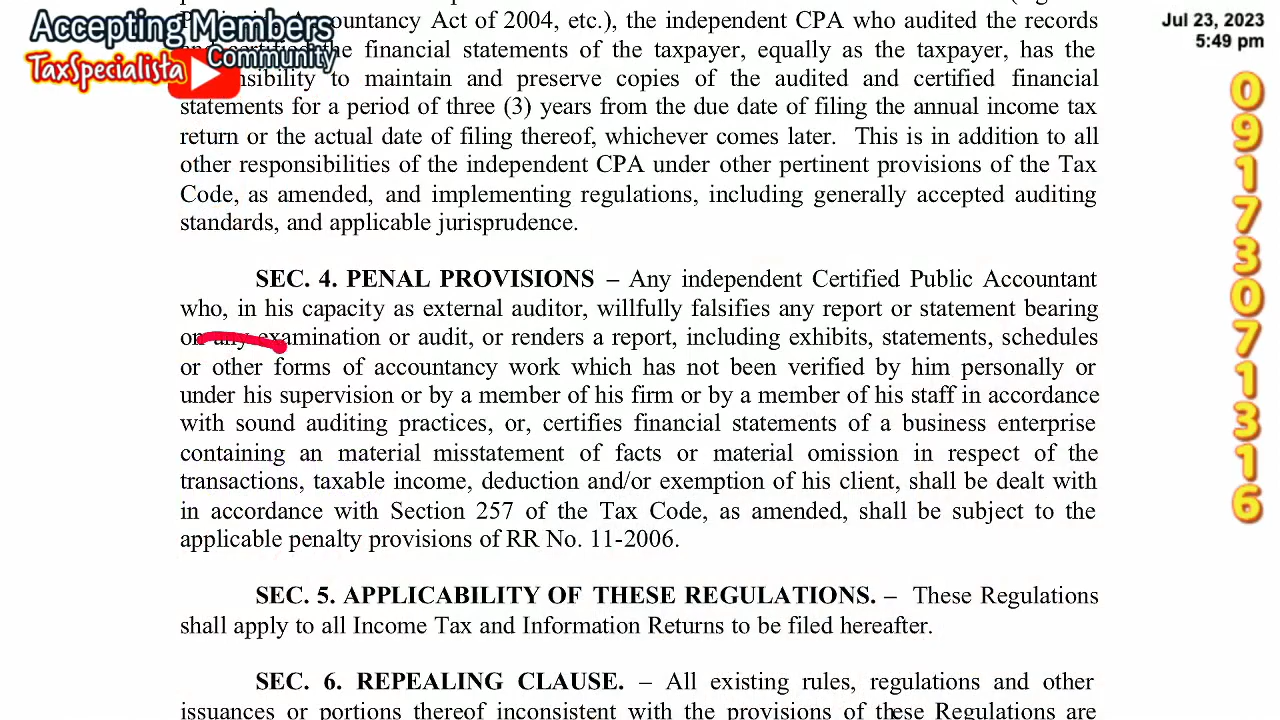 Accountancy Act of 2004, etc.), the independent CPA who audited the records
the financial statements of the taxpayer, equally as the taxpayer, has the
to maintain and preserve copies of the audited and certified financial
statements for a period of three (3) years from the due date of filing the annual income tax
return or the actual date of filing thereof, whichever comes later. This is in addition to all
other responsibilities of the independent CPA under other pertinent provisions of the Tax
Code, as amended, and implementing regulations, including generally accepted auditing
standards, and applicable jurisprudence.
SEC. 4. PENAL PROVISIONS – Any independent Certified Public Accountant
who, in his capacity as external auditor, willfully falsifies any report or statement bearing
on any examination or audit, or renders a report, including exhibits, statements, schedules
or other forms of accountancy work which has not been verified by him personally or
under his supervision or by a member of his firm or by a member of his staff in accordance
with sound auditing practices, or, certifies financial statements of a business enterprise
containing an material misstatement of facts or material omission in respect of the
transactions, taxable income, deduction and/or exemption of his client, shall be dealt with
in accordance with Section 257 of the Tax Code, as amended, shall be subject to the
applicable penalty provisions of RR No. 11-2006.
SEC. 5. APPLICABILITY OF THESE REGULATIONS. – These Regulations
shall apply to all Income Tax and Information Returns to be filed hereafter.
SEC. 6. REPEALING CLAUSE. – All existing rules, regulations and other
issuances or portions thereof inconsistent with the provisions of these Regulations are
Accepting Members
Community
TaxSpecialista
Jul 23, 2023
5:49 pm
09173071316